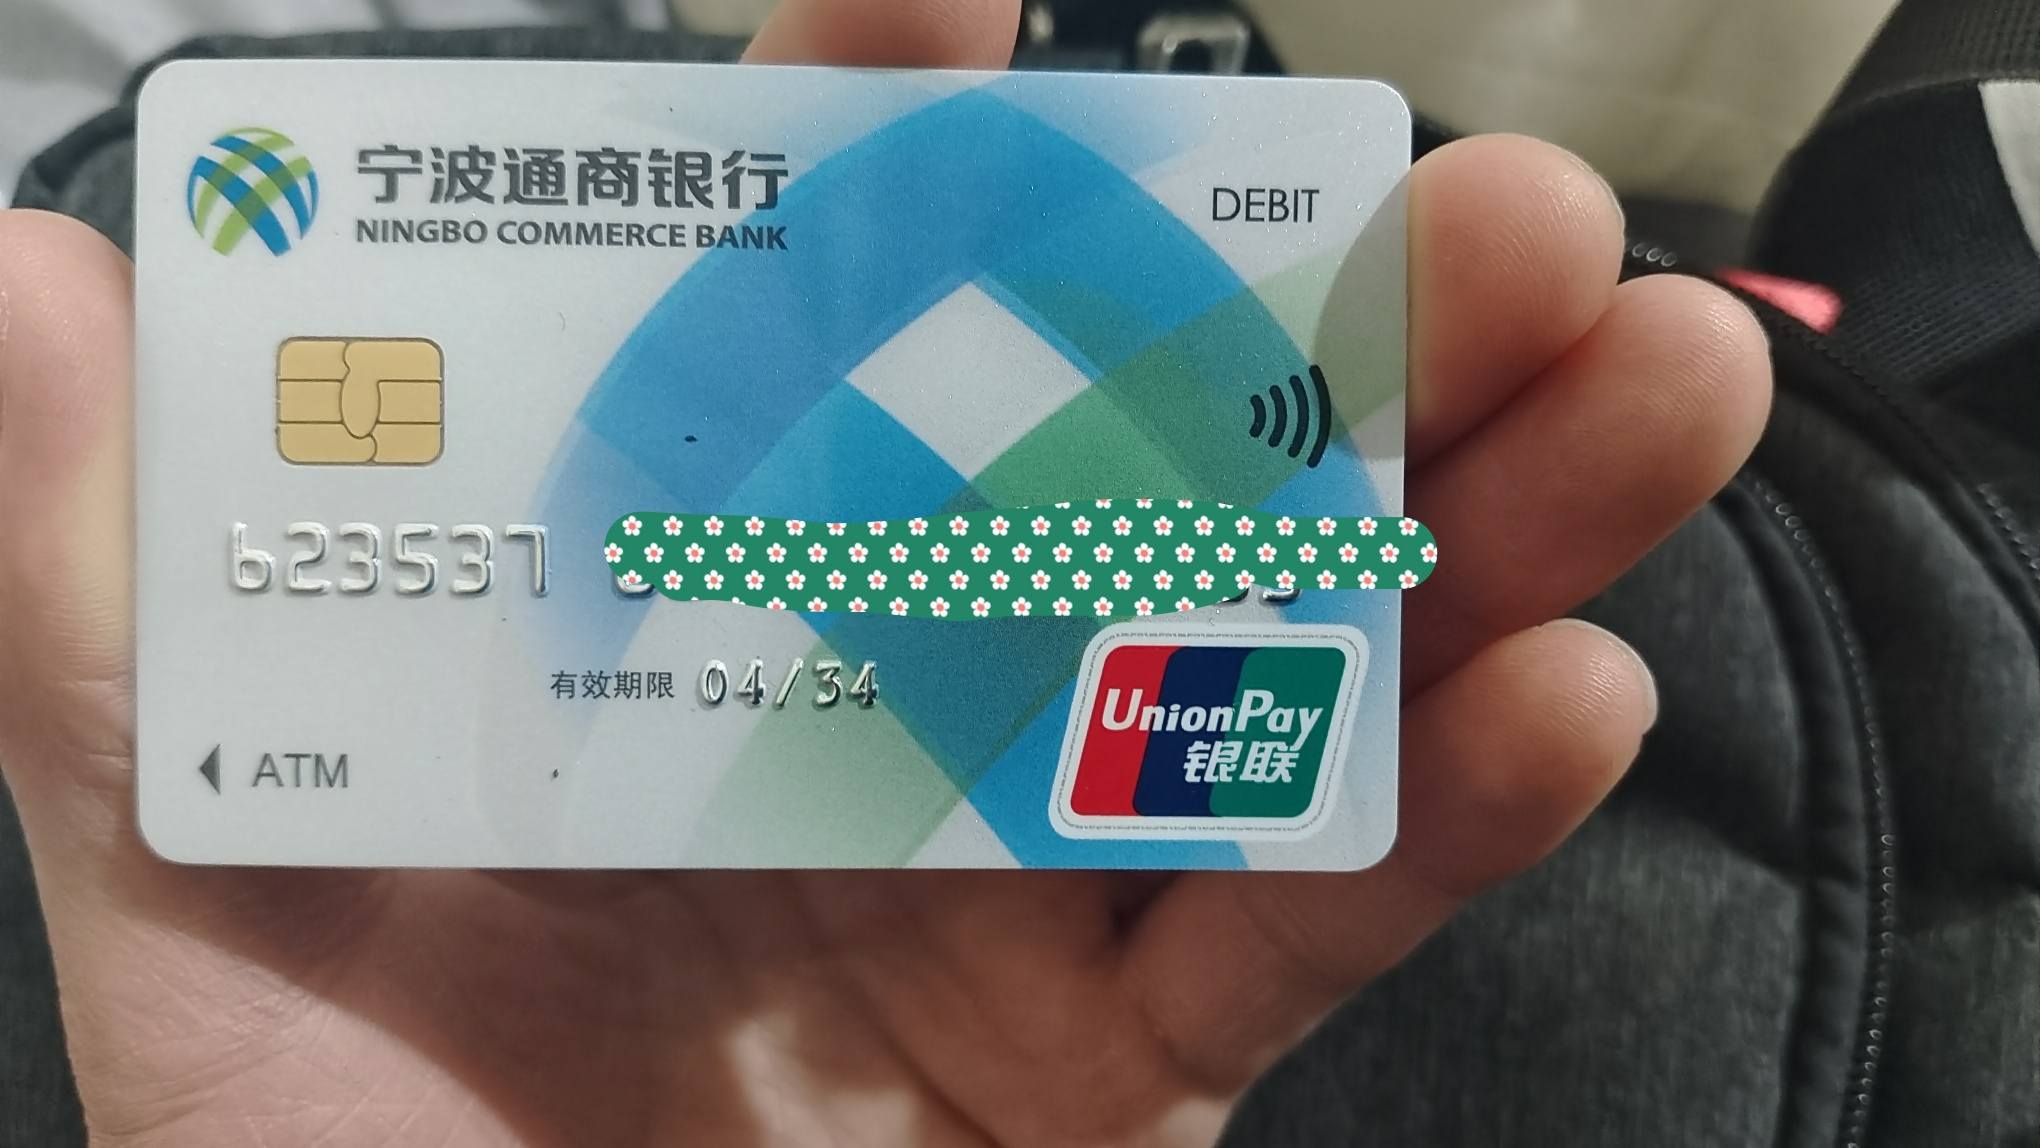 宁波通商银行
NINGBO COMMERCE BANK
DEBIT
623537
有效期限 04/34
ATM
UnionPay
银联